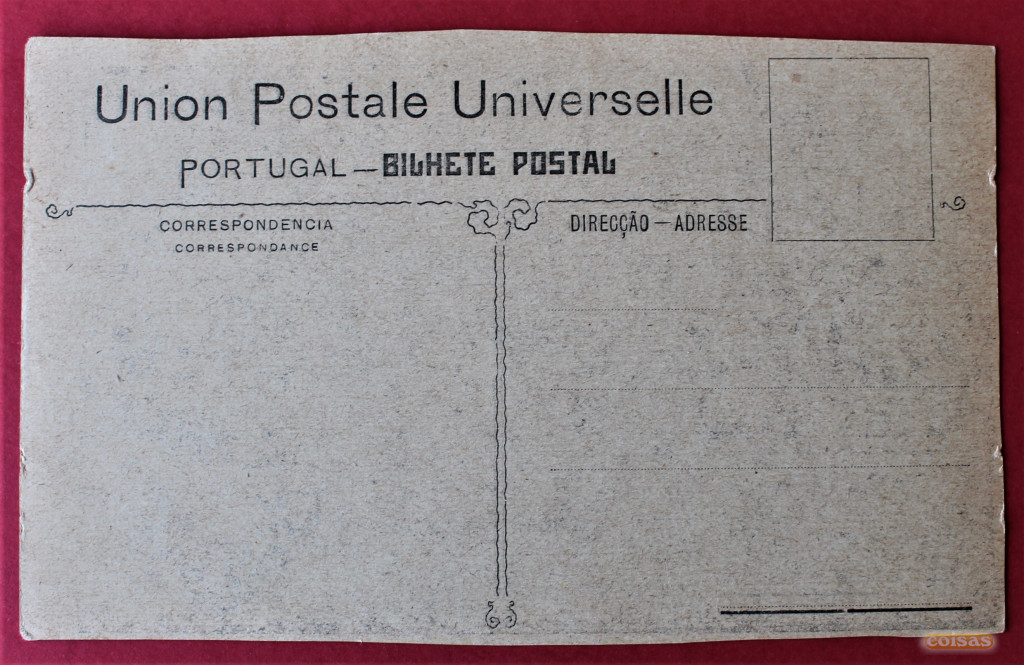 Union Postale Universelle
PORTUGAL — BILHETE POSTAL
CORRESPONDENCIA
CORRESPONDANCE
DIRECÇÃO — ADRESSE
coisas